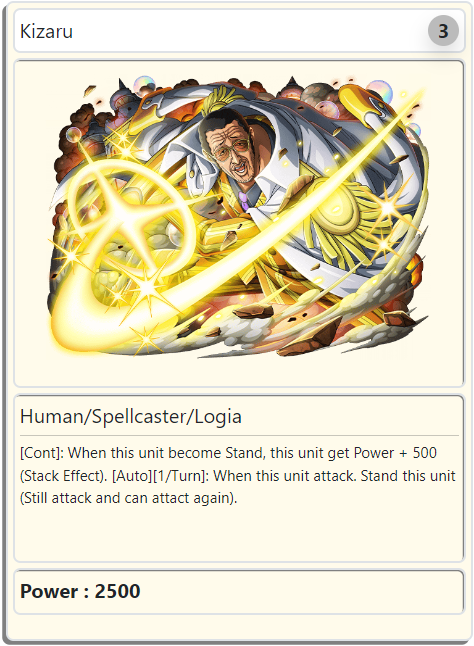 Kizaru
3
Human/Spellcaster/Logia
[Cont]: When this unit become Stand, this unit get Power + 500
(Stack Effect). [Auto][1/Turn]: When this unit attack. Stand this unit
(Still attack and can attact again).
Power : 2500